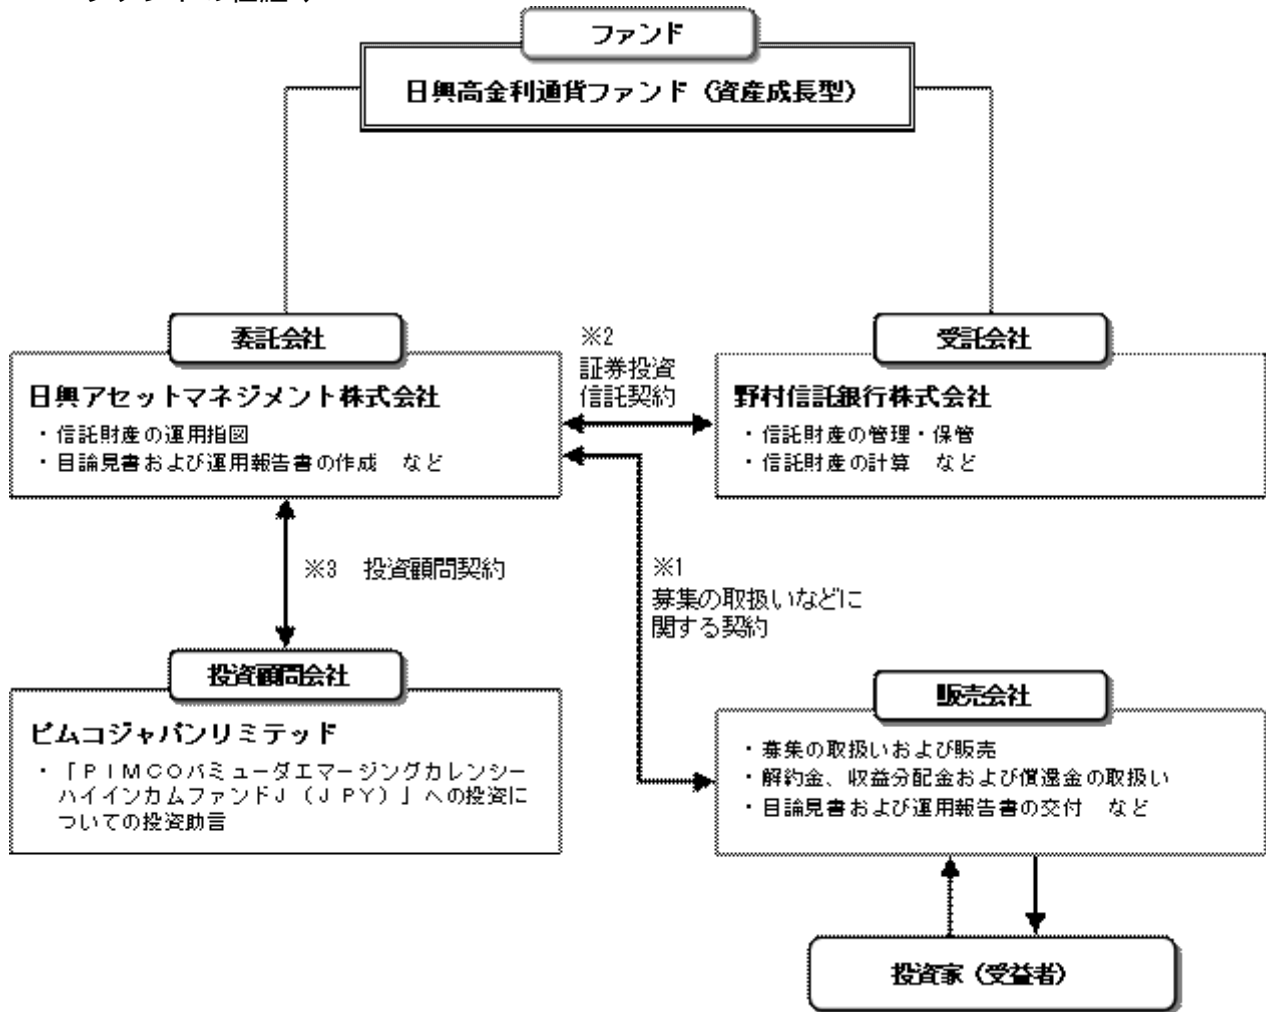 ファンド
日興高金利通貨ファンド（資産成長型）
委託会社
日興アセットマネジメント株式会社
・信託財産の運用指図
・目論見書および運用報告書の作成　など
※2
証券投資
信託契約
受託会社
野村信託銀行株式会社
・信託財産の管理・保管
・信託財産の計算　など
※3　投資顧問契約
※1
募集の取扱いなどに
関する契約
投資顧問会社
ピムコジャパンリミテッド
・「ＰＩＭＣＯバミューダエマージングカレンシー
ハイインカムファンドＪ（ＪＰＹ）」への投資に
ついての投資助言
販売会社
・募集の取扱いおよび販売
・解約金、収益分配金および償還金の取扱い
・目論見書および運用報告書の交付　など
投資家（受益者）